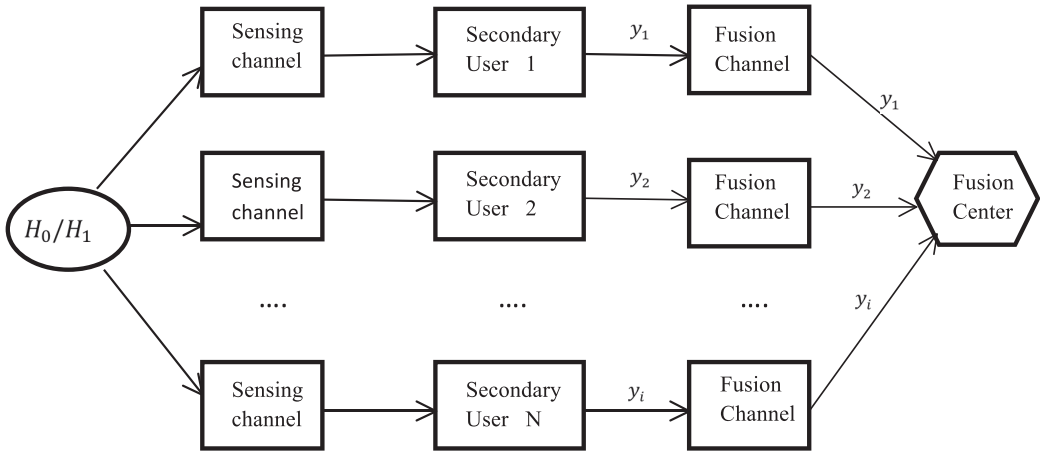 Sensing
channel
Secondary
User 1
y₁
Fusion
Channel
y₁
Sensing
channel
Secondary
User 2
y₂
Fusion
Channel
y₂
Fusion
Center
H₀/H₁
....
....
....
yᵢ
Sensing
channel
Secondary
User N
yᵢ
Fusion
Channel